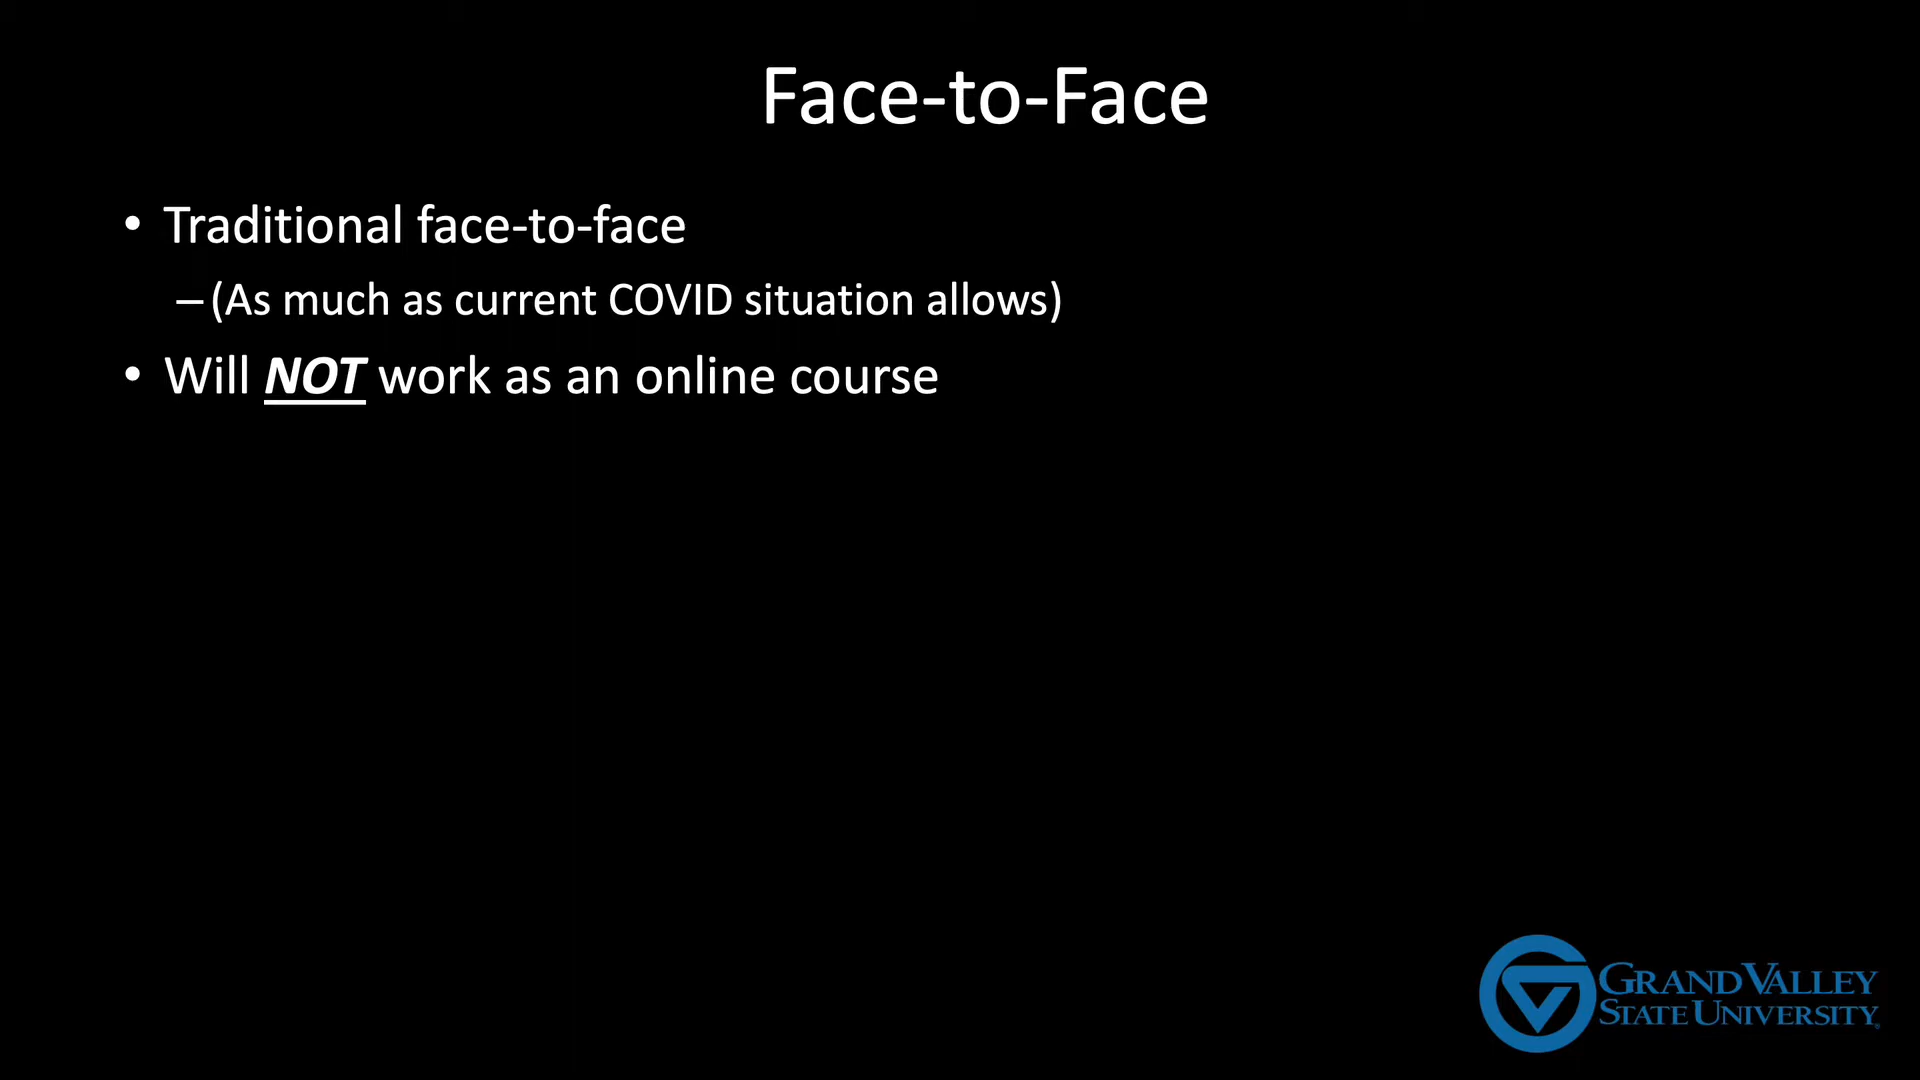 Face-to-Face
• Traditional face-to-face
– (As much as current COVID situation allows)
• Will NOT work as an online course
GRAND VALLEY
STATE UNIVERSITY